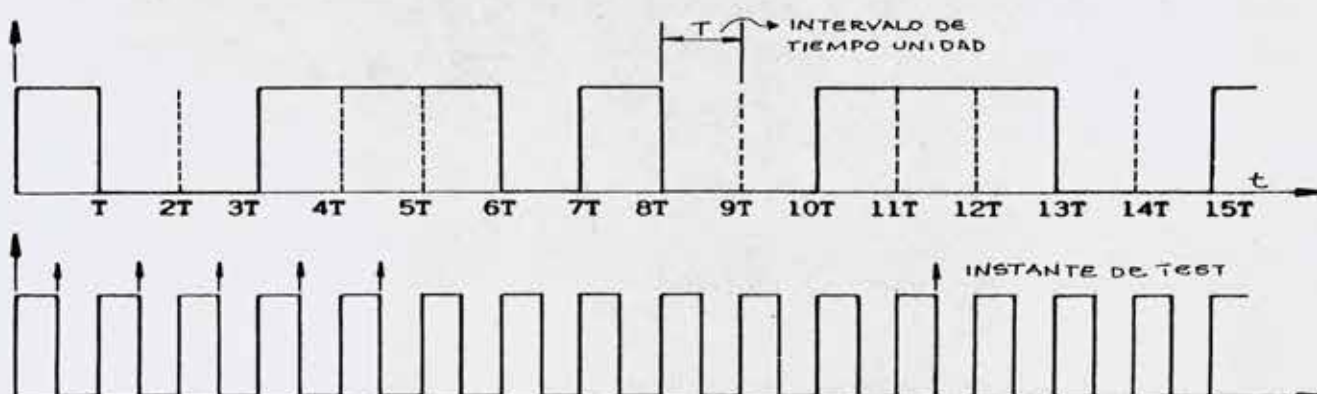 T INTERVALO DE
TIEMPO UNIDAD
t
T 2T 3T 4T 5T 6T 7T 8T 9T 10T 11T 12T 13T 14T 15T
INSTANTE DE TEST